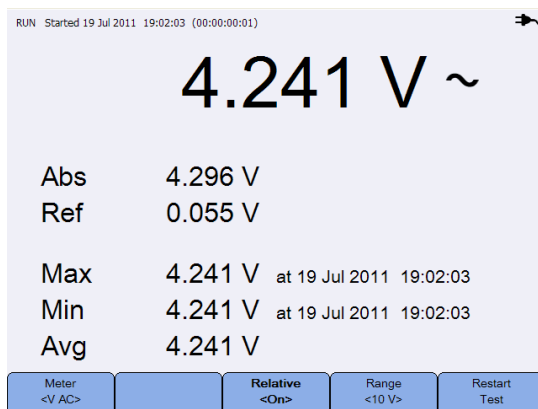 RUN Started 19 Jul 2011 19:02:03 (00:00:00:01)
4.241 V ~
Abs 4.296 V
Ref 0.055 V
Max 4.241 V at 19 Jul 2011 19:02:03
Min 4.241 V at 19 Jul 2011 19:02:03
Avg 4.241 V
Meter Relative Range Restart
<V AC> <On> <10 V> Test